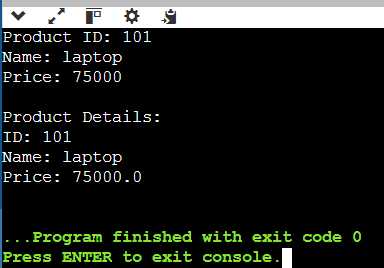 Product ID: 101
Name: laptop
Price: 75000

Product Details:
ID: 101
Name: laptop
Price: 75000.0

...Program finished with exit code 0
Press ENTER to exit console.